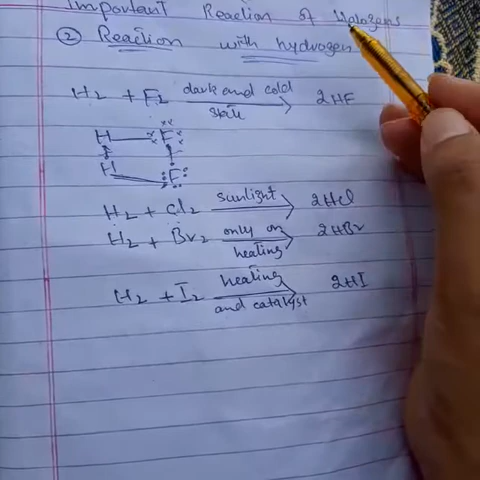 Important Reaction of Halogens
② Reaction with hydrogen
H2 + F2 dark and cold state 2HF
H F
H F
H2 + Cl2 sunlight 2HCl
H2 + Br2 only on heating 2HBr
H2 + I2 heating and catalyst 2HI